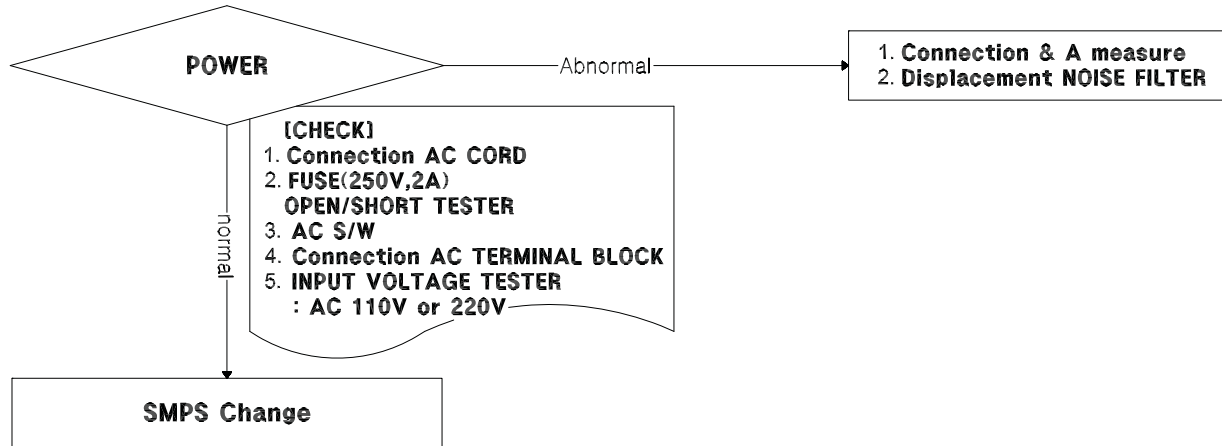 POWER
Abnormal
1. Connection & A measure
2. Displacement NOISE FILTER
[CHECK]
1. Connection AC CORD
2. FUSE(250V,2A)
OPEN/SHORT TESTER
3. AC S/W
4. Connection AC TERMINAL BLOCK
5. INPUT VOLTAGE TESTER
: AC 110V or 220V
normal
SMPS Change